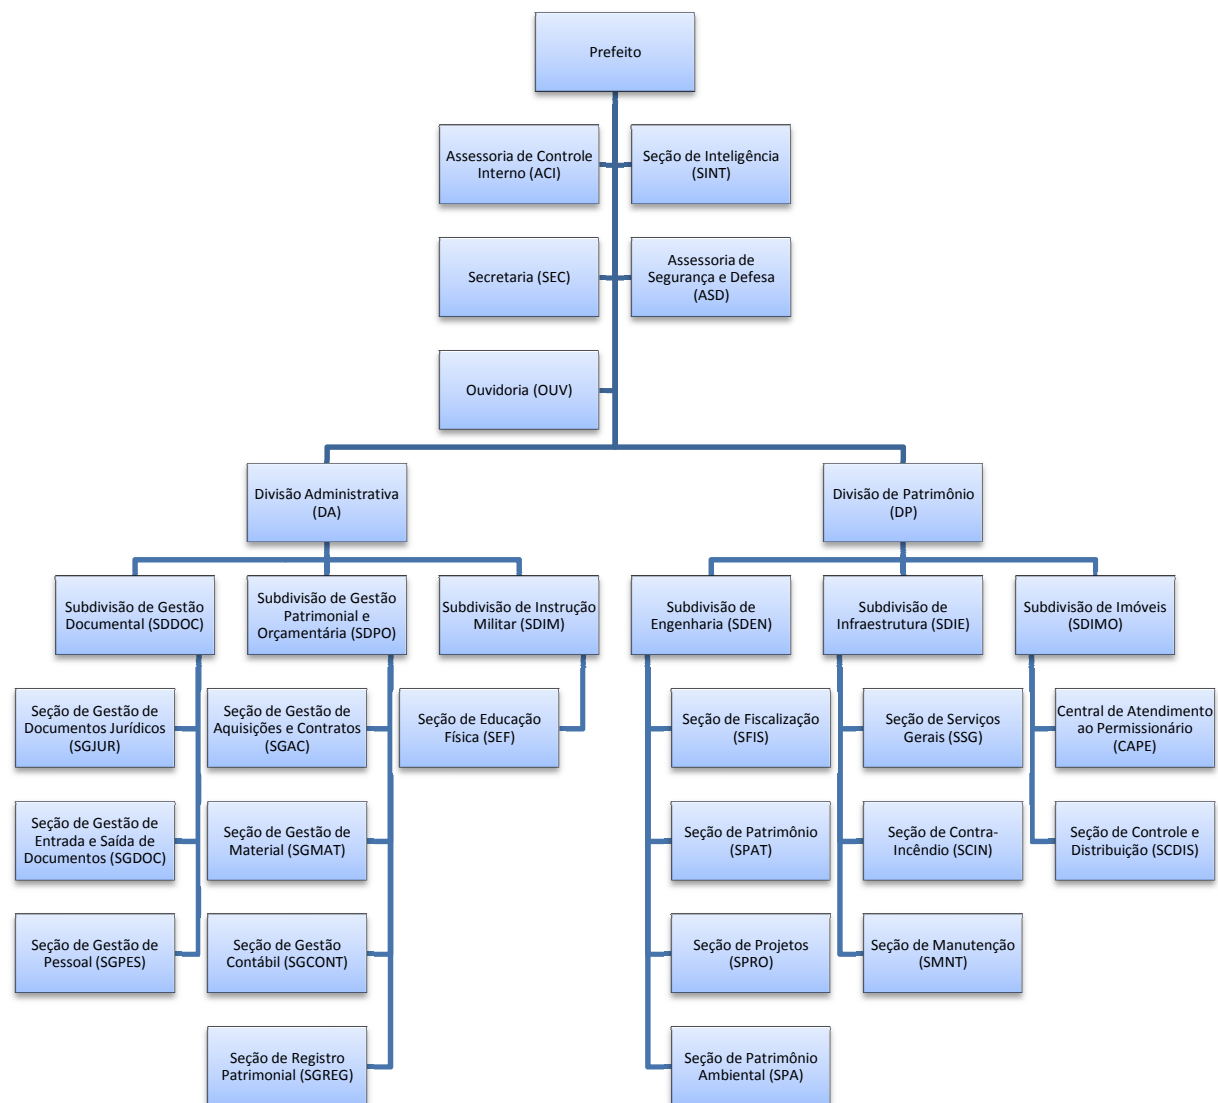 Prefeito
Assessoria de Controle
Interno (ACI)
Seção de Inteligência
(SINT)
Secretaria (SEC)
Assessoria de
Segurança e Defesa
(ASD)
Ouvidoria (OUV)
Divisão Administrativa
(DA)
Divisão de Patrimônio
(DP)
Subdivisão de Gestão
Documental (SDDOC)
Subdivisão de Gestão
Patrimonial e
Orçamentária (SDPO)
Subdivisão de Instrução
Militar (SDIM)
Subdivisão de
Engenharia (SDEN)
Subdivisão de
Infraestrutura (SDIE)
Subdivisão de Imóveis
(SDIMO)
Seção de Gestão de
Documentos Jurídicos
(SGJUR)
Seção de Gestão de
Aquisições e Contratos
(SGAC)
Seção de Educação
Física (SEF)
Seção de Fiscalização
(SFIS)
Seção de Serviços
Gerais (SSG)
Central de Atendimento
ao Permissionário
(CAPE)
Seção de Gestão de
Entrada e Saída de
Documentos (SGDOC)
Seção de Gestão de
Material (SGMAT)
Seção de Patrimônio
(SPAT)
Seção de Contra-
Incêndio (SCIN)
Seção de Controle e
Distribuição (SCDIS)
Seção de Gestão de
Pessoal (SGPES)
Seção de Gestão
Contábil (SGCONT)
Seção de Projetos
(SPRO)
Seção de Manutenção
(SMNT)
Seção de Registro
Patrimonial (SGREG)
Seção de Patrimônio
Ambiental (SPA)